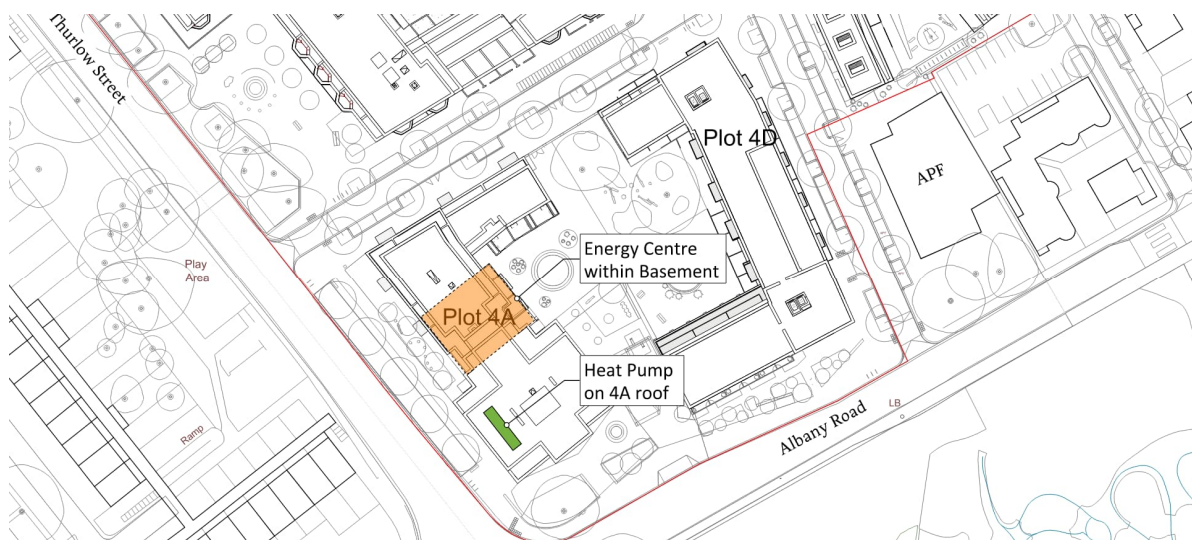 Thurlow Street
Plot 4D
APF
Energy Centre
within Basement
Play
Area
Plot 4A
Heat Pump
on 4A roof
LB
Albany Road
Ramp